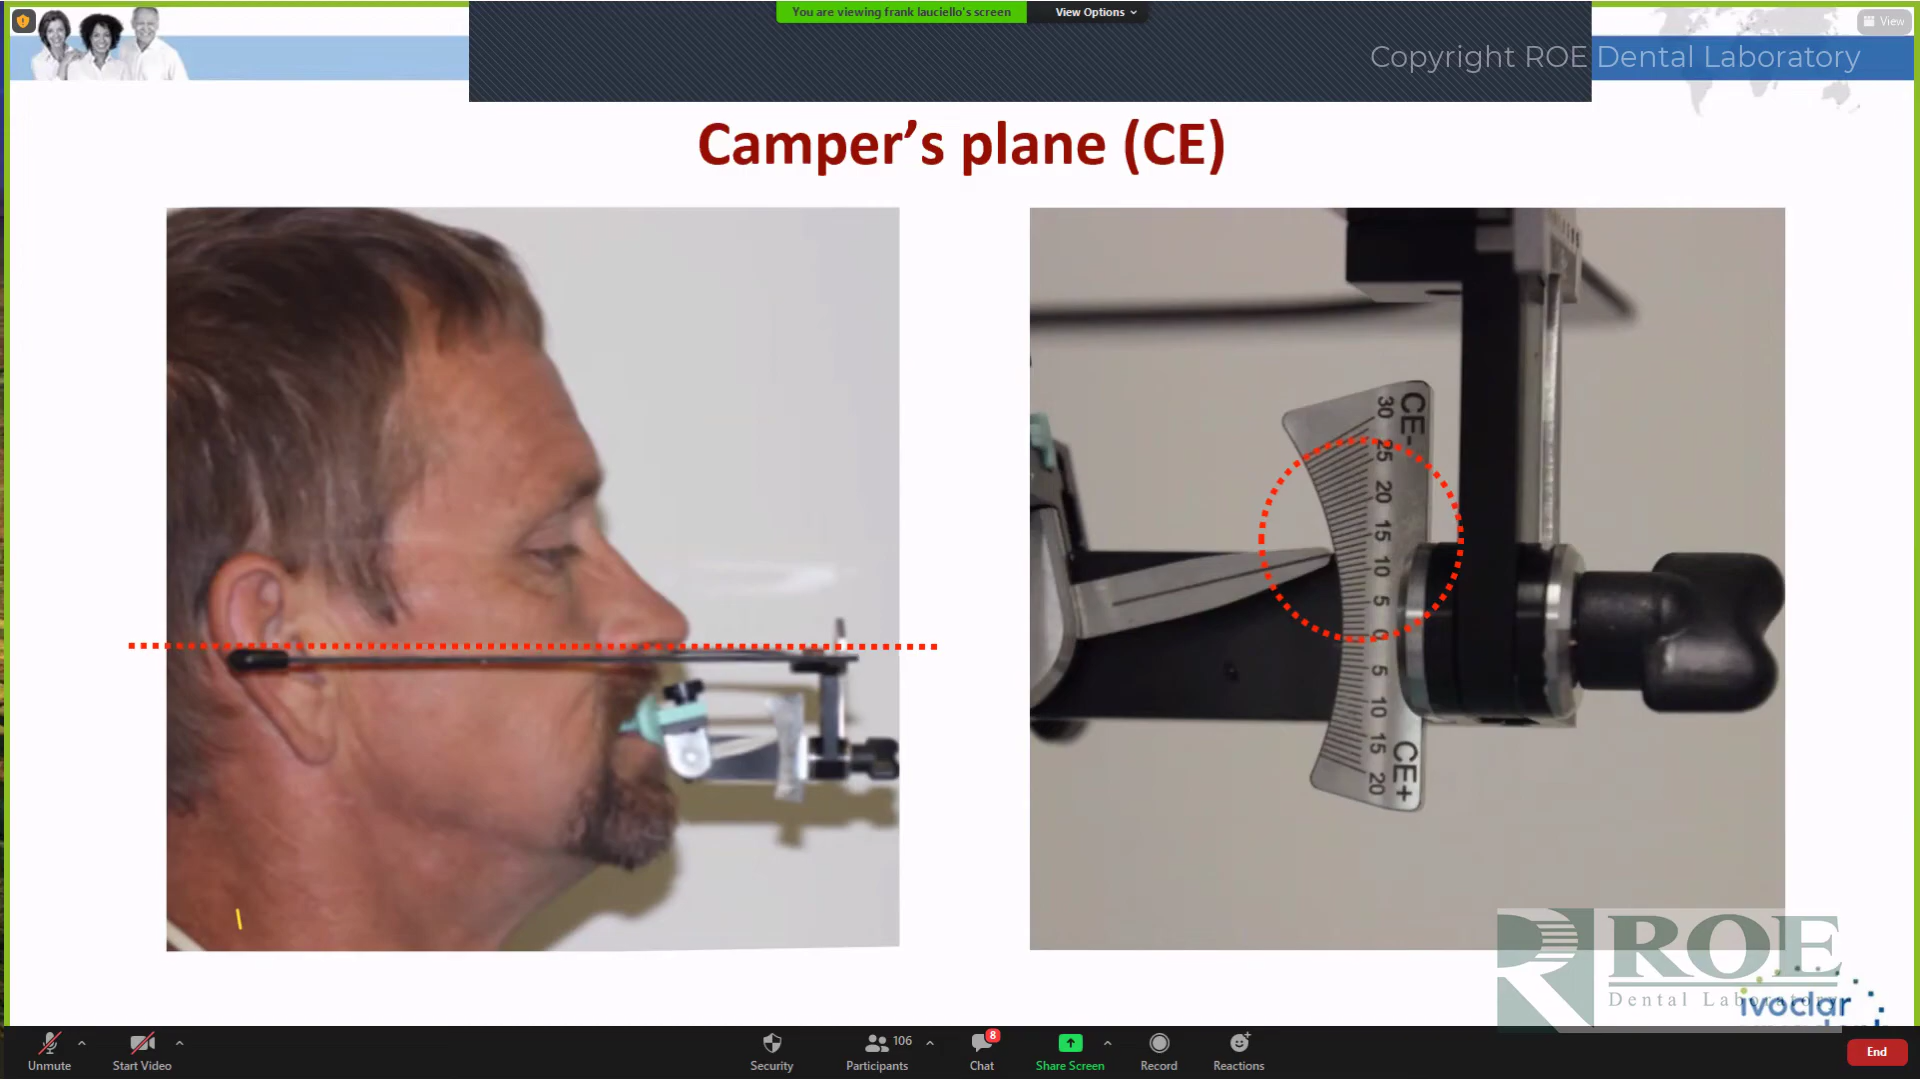 You are viewing frank lauciello's screen
View Options
View
Copyright ROE Dental Laboratory
Camper's plane (CE)
30
CE-
25
20
15
10
5
0
5
10
15
CE+
20
ROE
Dental Laboratory
ivoclar
Unmute
Start Video
Security
106
Participants
8
Chat
Share Screen
Record
Reactions
End